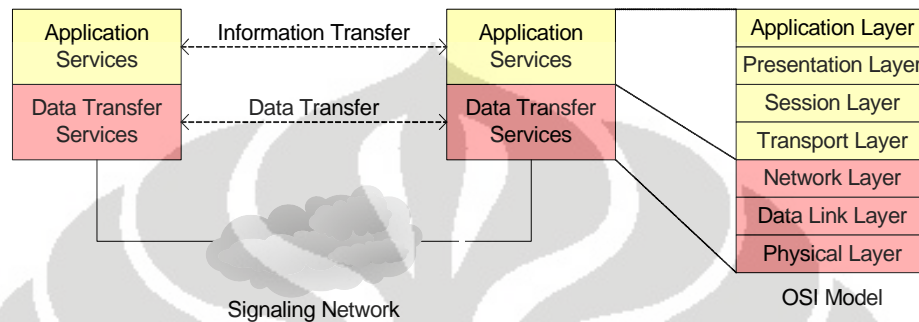 Application
Services
Information Transfer
Application
Services
Data Transfer
Services
Data Transfer
Data Transfer
Services
Signaling Network
Application Layer
Presentation Layer
Session Layer
Transport Layer
Network Layer
Data Link Layer
Physical Layer
OSI Model